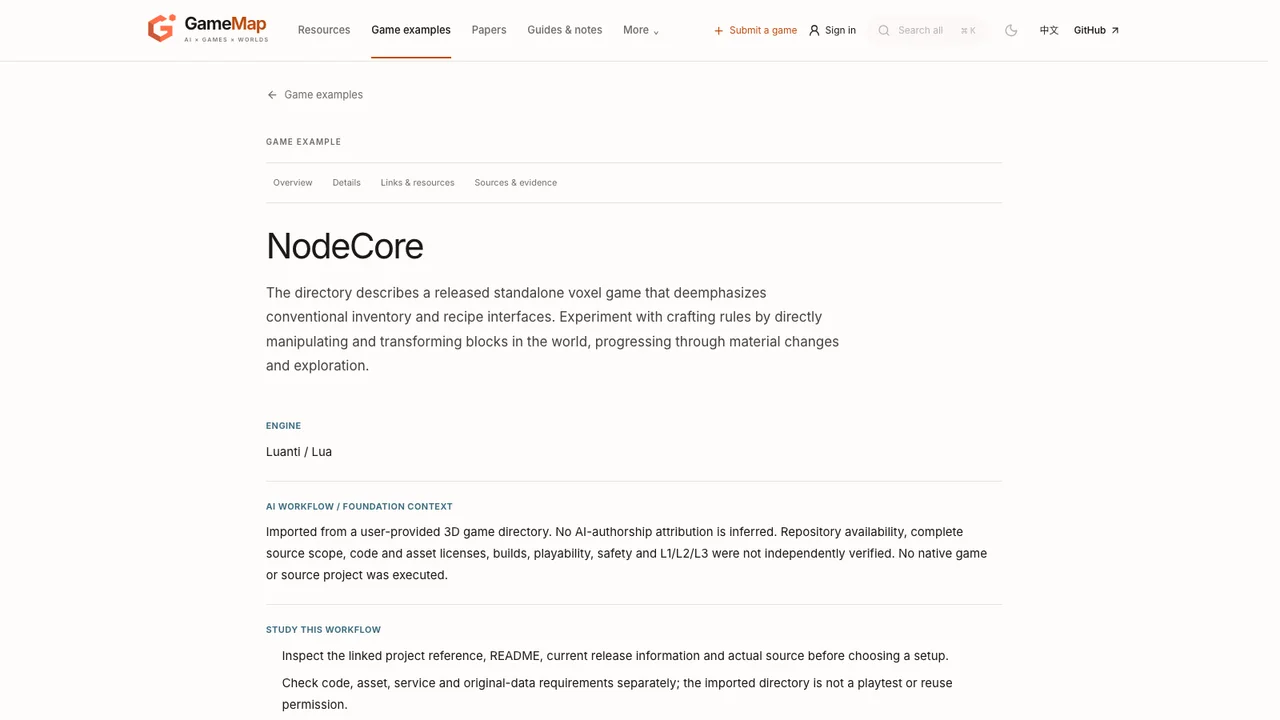 GameMap
AI × GAMES × WORLDS
Resources
Game examples
Papers
Guides & notes
More
+ Submit a game
Sign in
Search all
⌘ K
中文
GitHub ↗
← Game examples
GAME EXAMPLE
Overview
Details
Links & resources
Sources & evidence
NodeCore
The directory describes a released standalone voxel game that deemphasizes
conventional inventory and recipe interfaces. Experiment with crafting rules by directly
manipulating and transforming blocks in the world, progressing through material changes
and exploration.
ENGINE
Luanti / Lua
AI WORKFLOW / FOUNDATION CONTEXT
Imported from a user-provided 3D game directory. No AI-authorship attribution is inferred. Repository availability, complete
source scope, code and asset licenses, builds, playability, safety and L1/L2/L3 were not independently verified. No native game
or source project was executed.
STUDY THIS WORKFLOW
Inspect the linked project reference, README, current release information and actual source before choosing a setup.
Check code, asset, service and original-data requirements separately; the imported directory is not a playtest or reuse
permission.